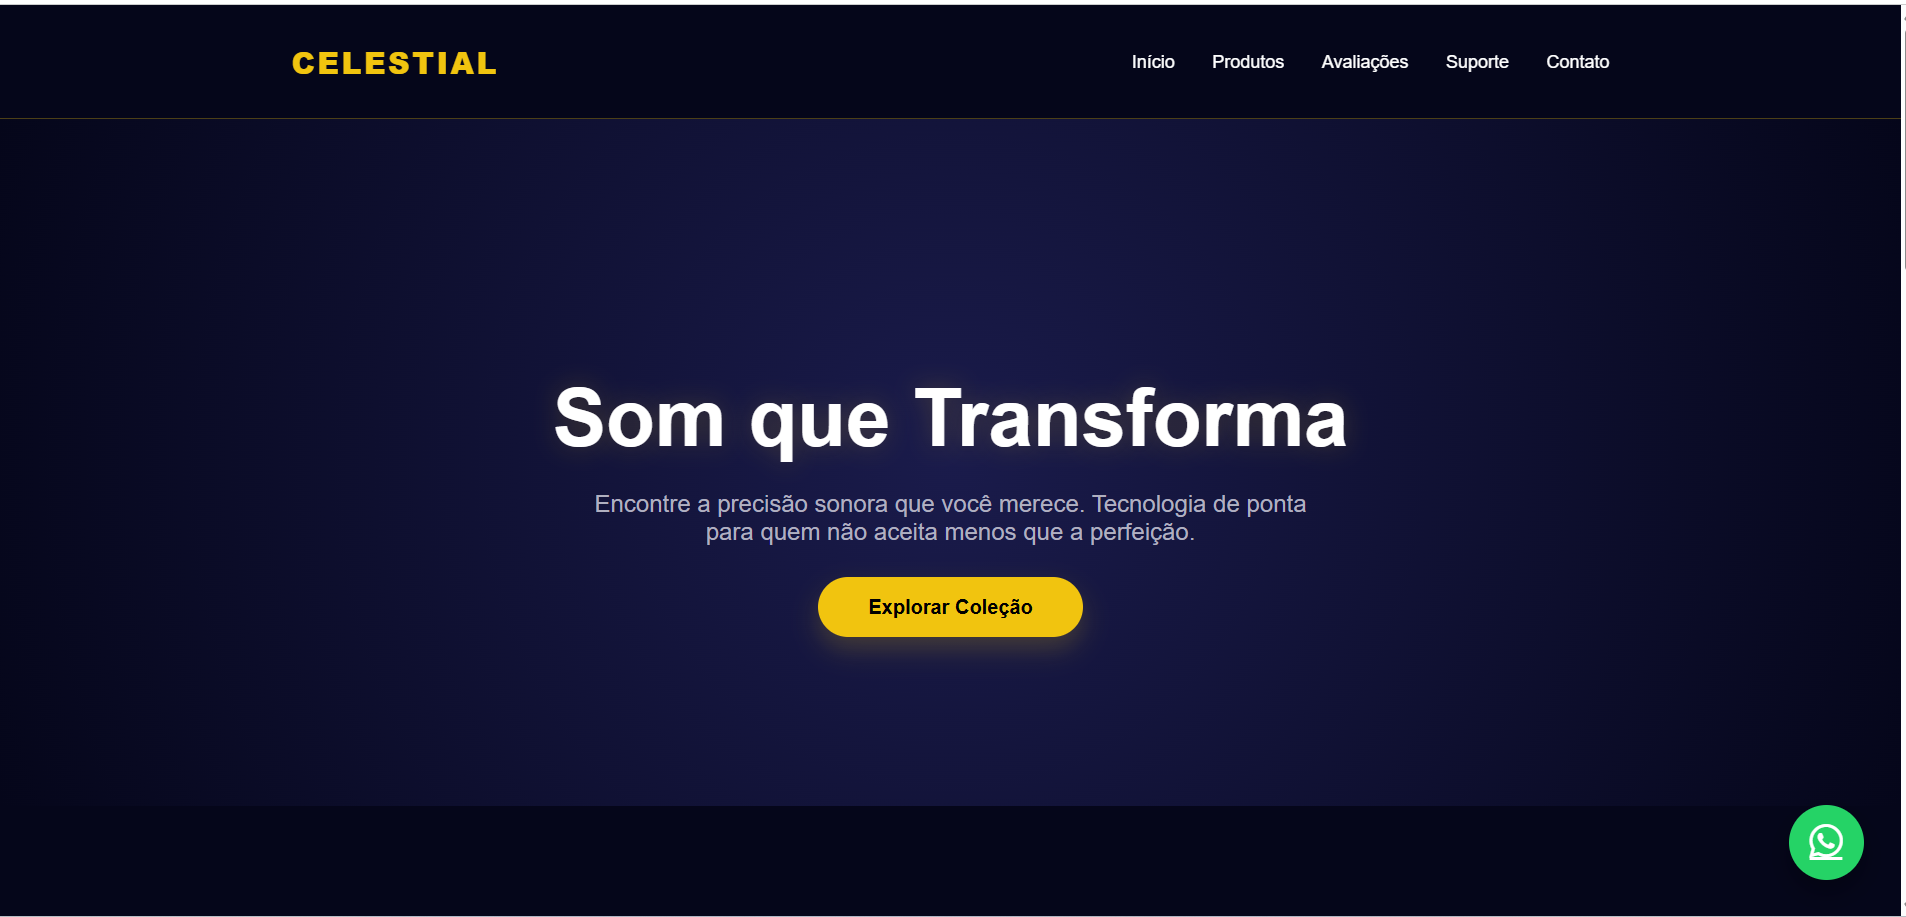 CELESTIAL
Início Produtos Avaliações Suporte Contato
Som que Transforma
Encontre a precisão sonora que você merece. Tecnologia de ponta
para quem não aceita menos que a perfeição.
Explorar Coleção